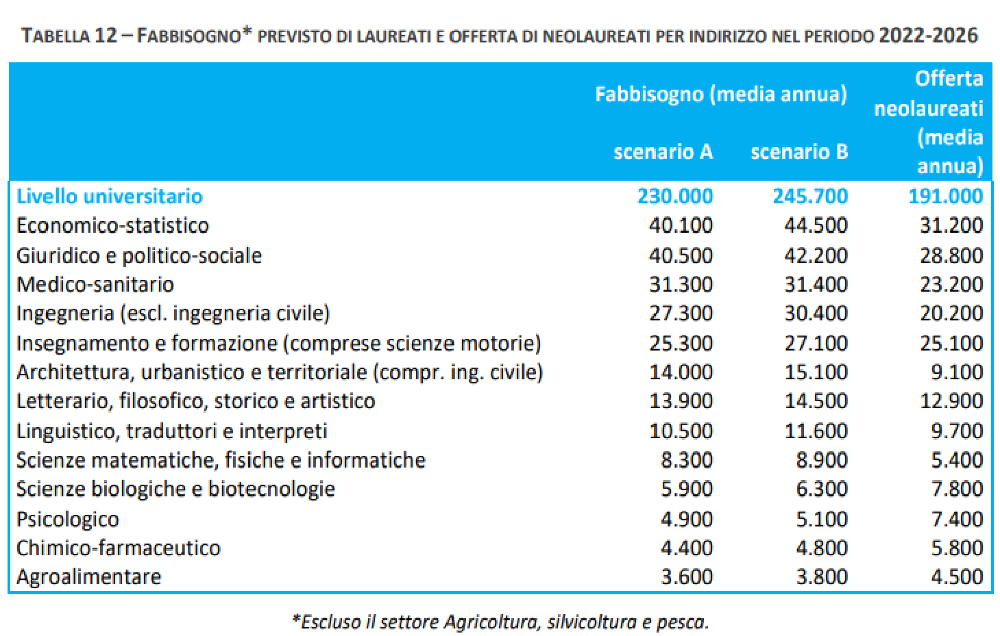 TABELLA 12 – FABBISOGNO* PREVISTO DI LAUREATI E OFFERTA DI NEOLAUREATI PER INDIRIZZO NEL PERIODO 2022-2026
Fabbisogno (media annua)
Offerta
neolaureati
(media
annua)
scenario A scenario B
Livello universitario 230.000 245.700 191.000
Economico-statistico 40.100 44.500 31.200
Giuridico e politico-sociale 40.500 42.200 28.800
Medico-sanitario 31.300 31.400 23.200
Ingegneria (escl. ingegneria civile) 27.300 30.400 20.200
Insegnamento e formazione (comprese scienze motorie) 25.300 27.100 25.100
Architettura, urbanistico e territoriale (compr. ing. civile) 14.000 15.100 9.100
Letterario, filosofico, storico e artistico 13.900 14.500 12.900
Linguistico, traduttori e interpreti 10.500 11.600 9.700
Scienze matematiche, fisiche e informatiche 8.300 8.900 5.400
Scienze biologiche e biotecnologie 5.900 6.300 7.800
Psicologico 4.900 5.100 7.400
Chimico-farmaceutico 4.400 4.800 5.800
Agroalimentare 3.600 3.800 4.500
*Escluso il settore Agricoltura, silvicoltura e pesca.